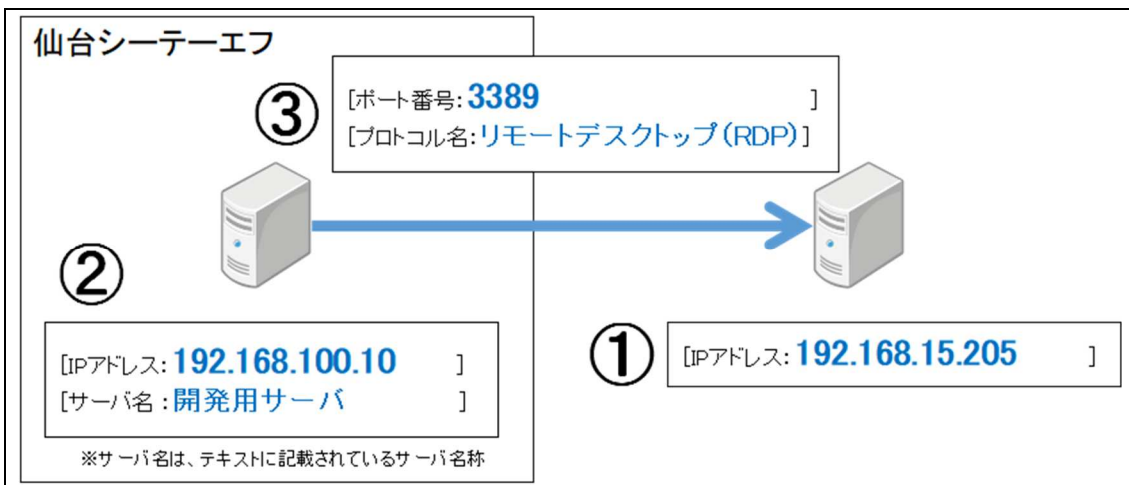 仙台シーテーエフ
③
[ポート番号:3389 ]
[プロトコル名:リモートデスクトップ(RDP)]
②
[IPアドレス:192.168.100.10 ]
[サーバ名:開発用サーバ ]
※サーバ名は、テキストに記載されているサーバ名称
①
[IPアドレス:192.168.15.205 ]